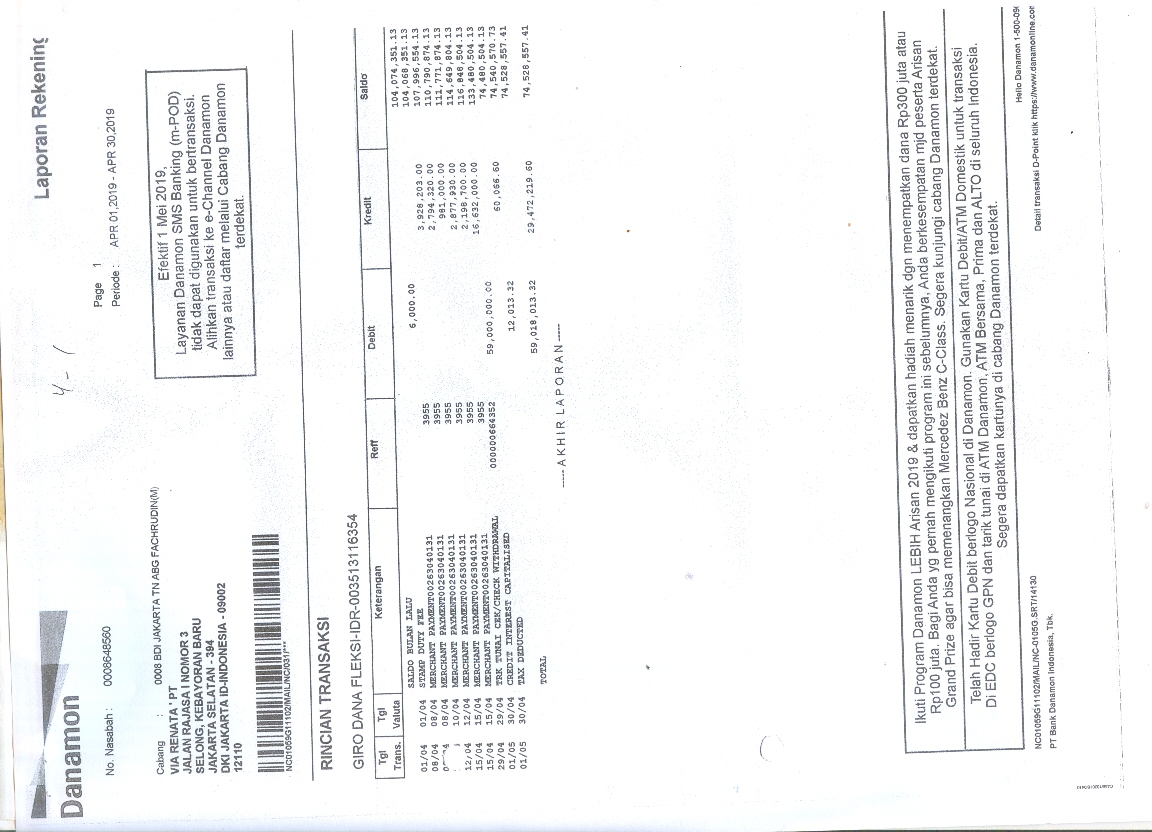 Laporan Rekening
Danamon
4 - 1
No. Nasabah : 0008648560
Page 1
Periode : APR 01,2019 - APR 30,2019
Cabang : 0008 BDI JAKARTA TN ABG FACHRUDIN(M)
VIA RENATA ' PT
JALAN RAJASA I NOMOR 3
SELONG, KEBAYORAN BARU
JAKARTA SELATAN - 394
DKI JAKARTA ID-INDONESIA - 09002
12110
Efektif 1 Mei 2019,
Layanan Danamon SMS Banking (m-POD)
tidak dapat digunakan untuk bertransaksi.
Alihkan transaksi ke e-Channel Danamon
lainnya atau daftar melalui Cabang Danamon
terdekat.
NC01059G11102/MAIL/NC/0317***
RINCIAN TRANSAKSI
GIRO DANA FLEKSI-IDR-003513116354
Tgl Trans. Tgl Valuta Keterangan Reff Debit Kredit Saldo
SALDO BULAN LALU 104,074,351.13
01/04 01/04 STAMP DUTY FEE 6,000.00 104,068,351.13
08/04 08/04 MERCHANT PAYMENT00263040131 3955 3,928,203.00 107,996,554.13
08/04 MERCHANT PAYMENT00263040131 3955 2,794,320.00 110,790,874.13
10/04 MERCHANT PAYMENT00263040131 3955 981,000.00 111,771,874.13
12/04 12/04 MERCHANT PAYMENT00263040131 3955 2,877,930.00 114,649,804.13
15/04 15/04 MERCHANT PAYMENT00263040131 3955 2,198,700.00 116,848,504.13
15/04 15/04 MERCHANT PAYMENT00263040131 3955 16,632,000.00 133,480,504.13
29/04 29/04 TRK TUNAI CEK/CHECK WITHDRAWAL 000000664352 59,000,000.00 74,480,504.13
01/05 30/04 CREDIT INTEREST CAPITALISED 60,066.60 74,540,570.73
01/05 30/04 TAX DEDUCTED 12,013.32 74,528,557.41
TOTAL 59,018,013.32 29,472,219.60 74,528,557.41
----- A K H I R L A P O R A N -----
Ikuti Program Danamon LEBIH Arisan 2019 & dapatkan hadiah menarik dgn menempatkan dana Rp300 juta atau
Rp100 juta. Bagi Anda yg pernah mengikuti program ini sebelumnya, Anda berkesempatan mjd peserta Arisan
Grand Prize agar bisa memenangkan Mercedez Benz C-Class. Segera kunjungi cabang Danamon terdekat.
Telah Hadir Kartu Debit berlogo Nasional di Danamon. Gunakan Kartu Debit/ATM Domestik untuk transaksi
Di EDC berlogo GPN dan tarik tunai di ATM Danamon, ATM Bersama, Prima dan ALTO di seluruh Indonesia.
Segera dapatkan kartunya di cabang Danamon terdekat.
Hello Danamon 1-500-09
NC01059G11102/MAIL/NC-0105G.SR7/14130
Detail transaksi D-Point klik https://www.danamonline.com
PT Bank Danamon Indonesia, Tbk.